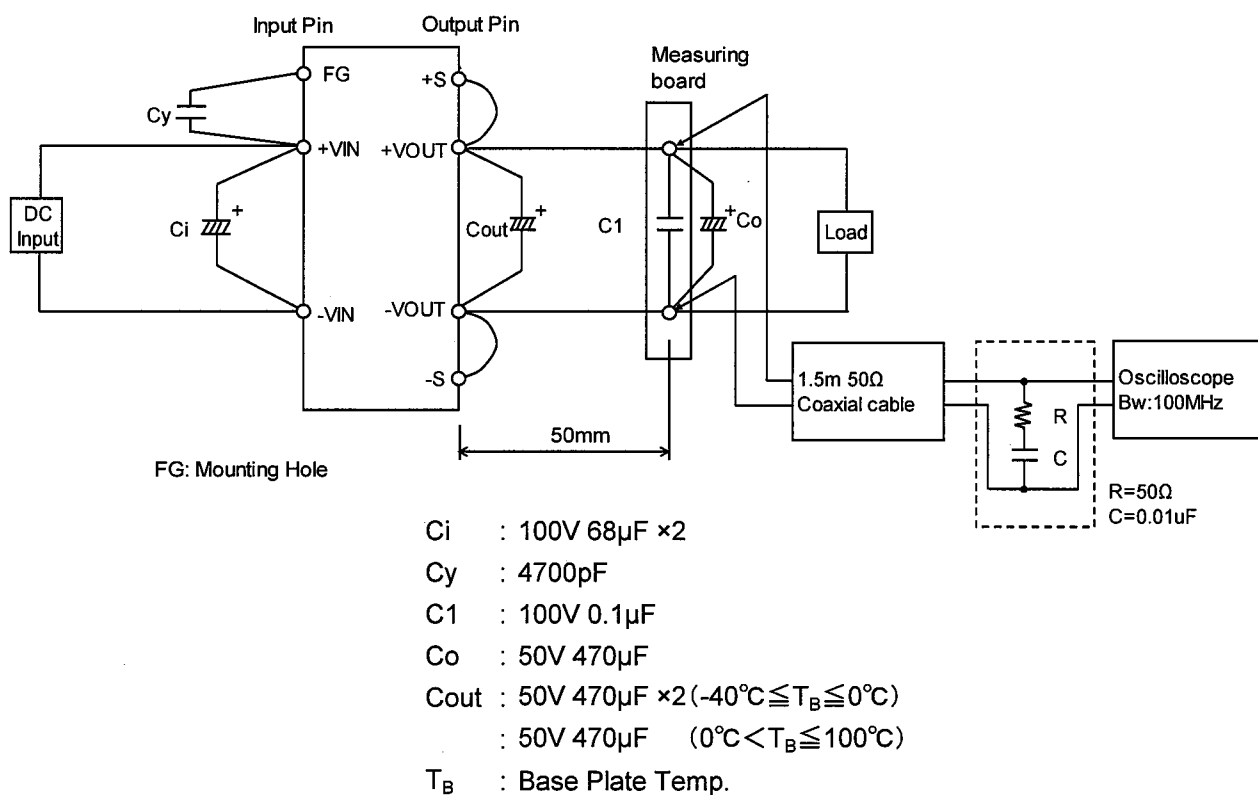 Input Pin
Output Pin
Measuring
board
FG
+S
Cy
+VIN
+VOUT
DC
Input
Ci
+
Cout
+
C1
+
Co
Load
-VIN
-VOUT
-S
1.5m 50Ω
Coaxial cable
R
C
Oscilloscope
Bw:100MHz
50mm
FG: Mounting Hole
R=50Ω
C=0.01uF
Ci : 100V 68μF ×2
Cy : 4700pF
C1 : 100V 0.1μF
Co : 50V 470μF
Cout : 50V 470μF ×2(-40℃≦TB≦0℃)
: 50V 470μF (0℃<TB≦100℃)
TB : Base Plate Temp.